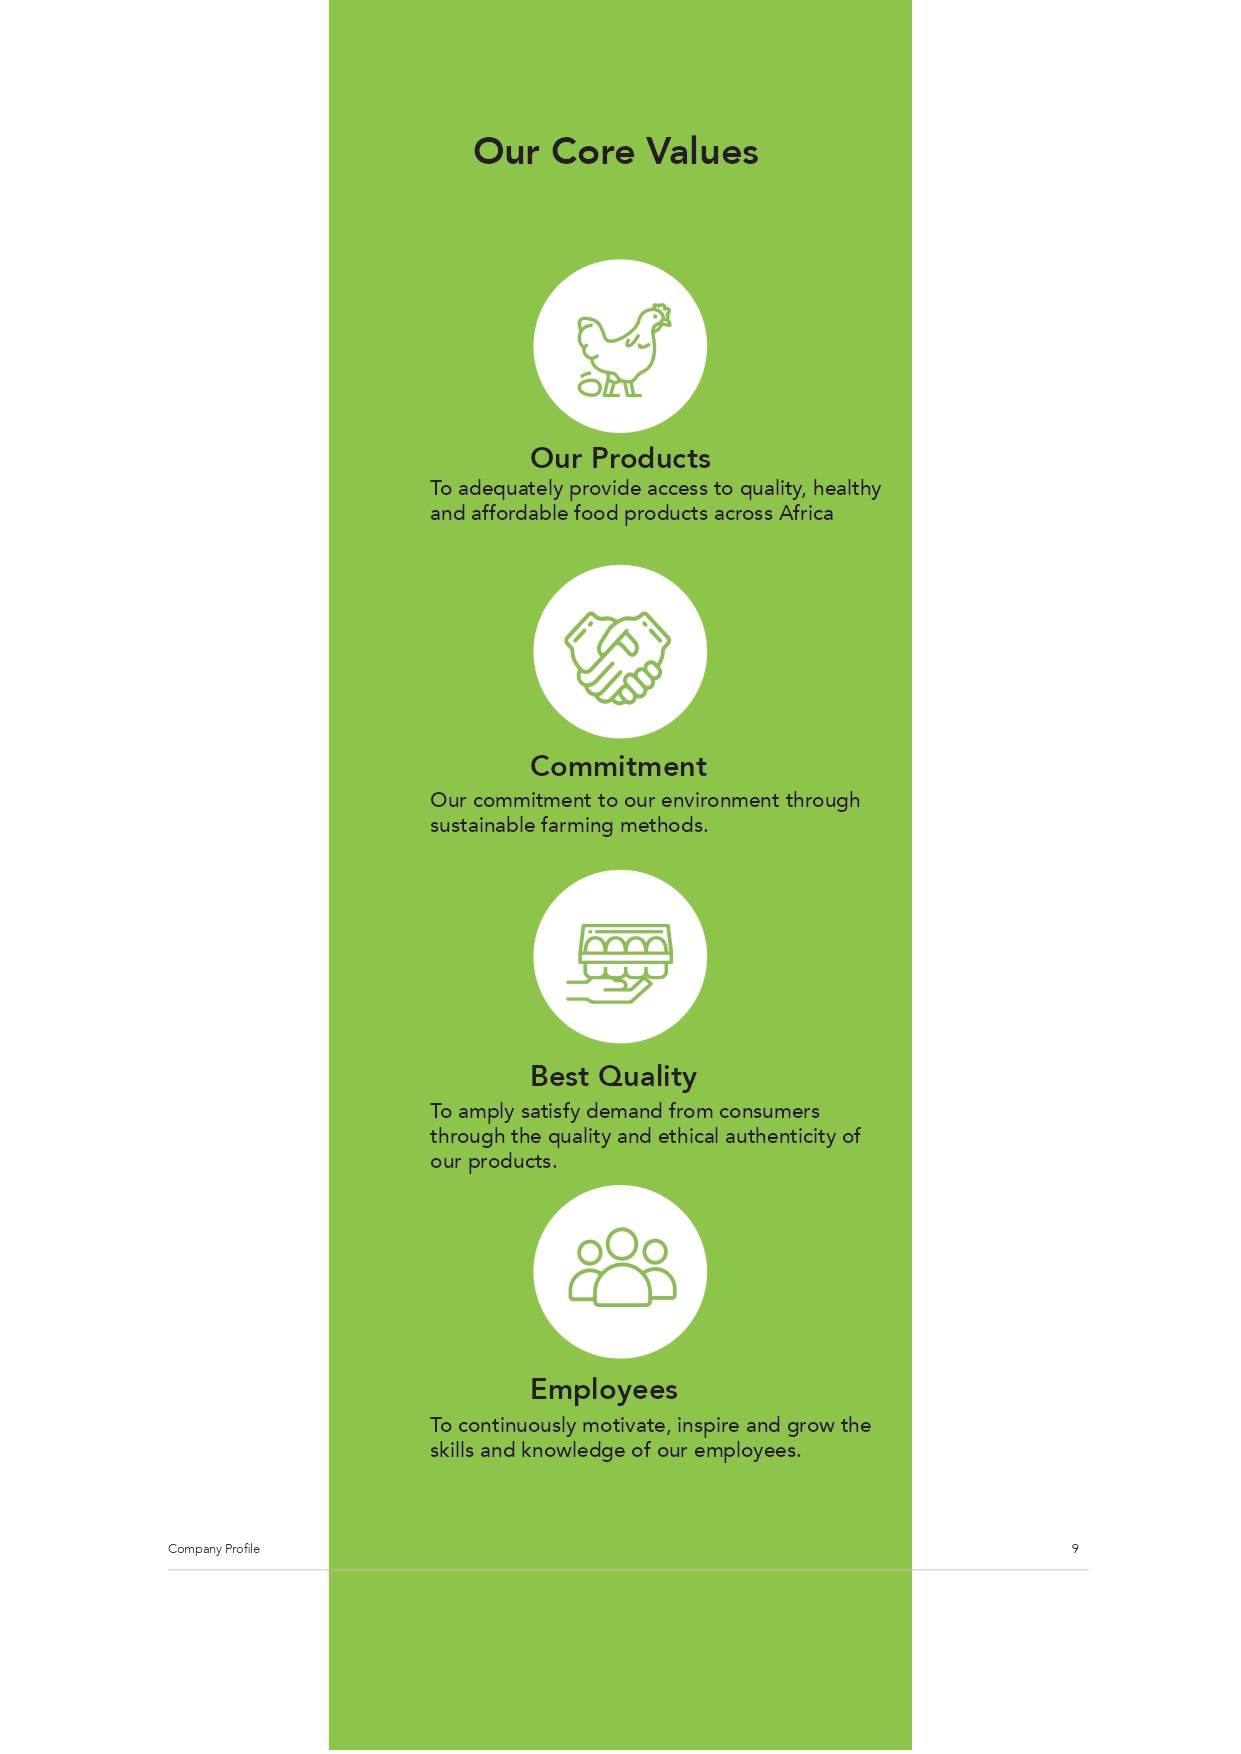 Our Core Values
Our Products
To adequately provide access to quality, healthy
and affordable food products across Africa
Commitment
Our commitment to our environment through
sustainable farming methods.
Best Quality
To amply satisfy demand from consumers
through the quality and ethical authenticity of
our products.
Employees
To continuously motivate, inspire and grow the
skills and knowledge of our employees.
Company Profile
9